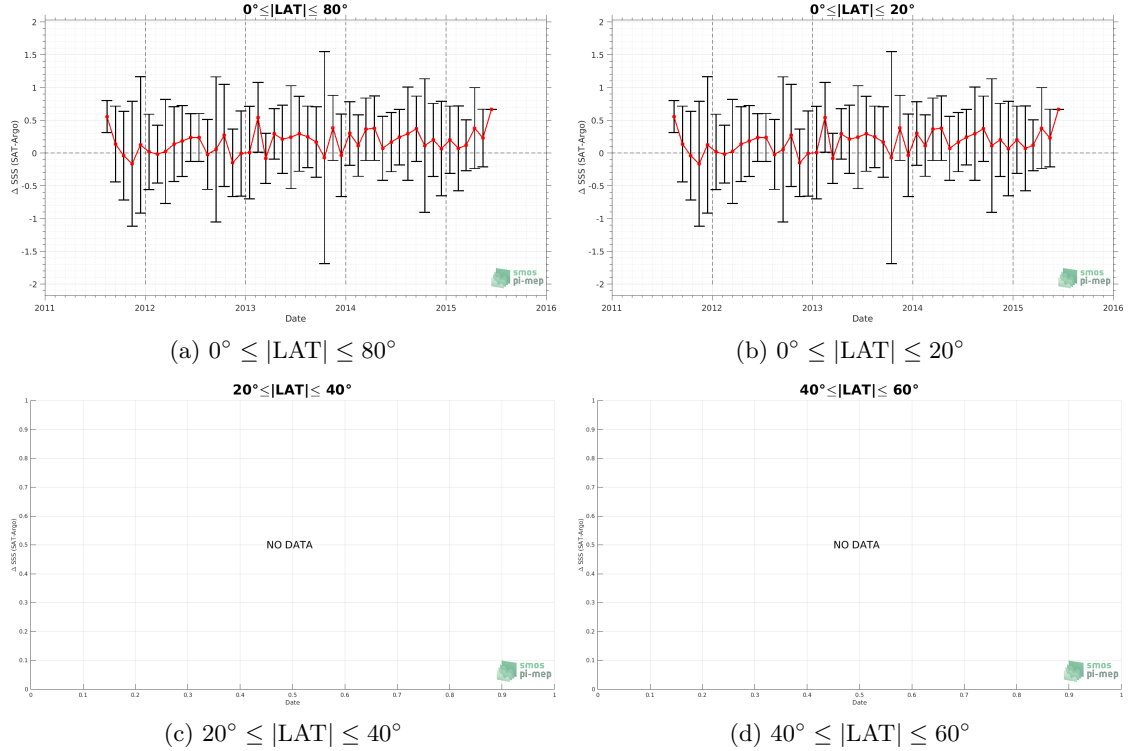 0°≤|LAT|≤ 80°
2
1.5
1
0.5
0
-0.5
-1
-1.5
-2
Δ SSS (SAT-Argo)
2011
2012
2013
2014
2015
2016
Date
smos
pi-mep
(a) 0° ≤ |LAT| ≤ 80°
0°≤|LAT|≤ 20°
2
1.5
1
0.5
0
-0.5
-1
-1.5
-2
Δ SSS (SAT-Argo)
2011
2012
2013
2014
2015
2016
Date
smos
pi-mep
(b) 0° ≤ |LAT| ≤ 20°
20°≤|LAT|≤ 40°
1
0.9
0.8
0.7
0.6
0.5
0.4
0.3
0.2
0.1
0
Δ SSS (SAT-Argo)
NO DATA
0
0.1
0.2
0.3
0.4
0.5
0.6
0.7
0.8
0.9
1
Date
smos
pi-mep
(c) 20° ≤ |LAT| ≤ 40°
40°≤|LAT|≤ 60°
1
0.9
0.8
0.7
0.6
0.5
0.4
0.3
0.2
0.1
0
Δ SSS (SAT-Argo)
NO DATA
0
0.1
0.2
0.3
0.4
0.5
0.6
0.7
0.8
0.9
1
Date
smos
pi-mep
(d) 40° ≤ |LAT| ≤ 60°